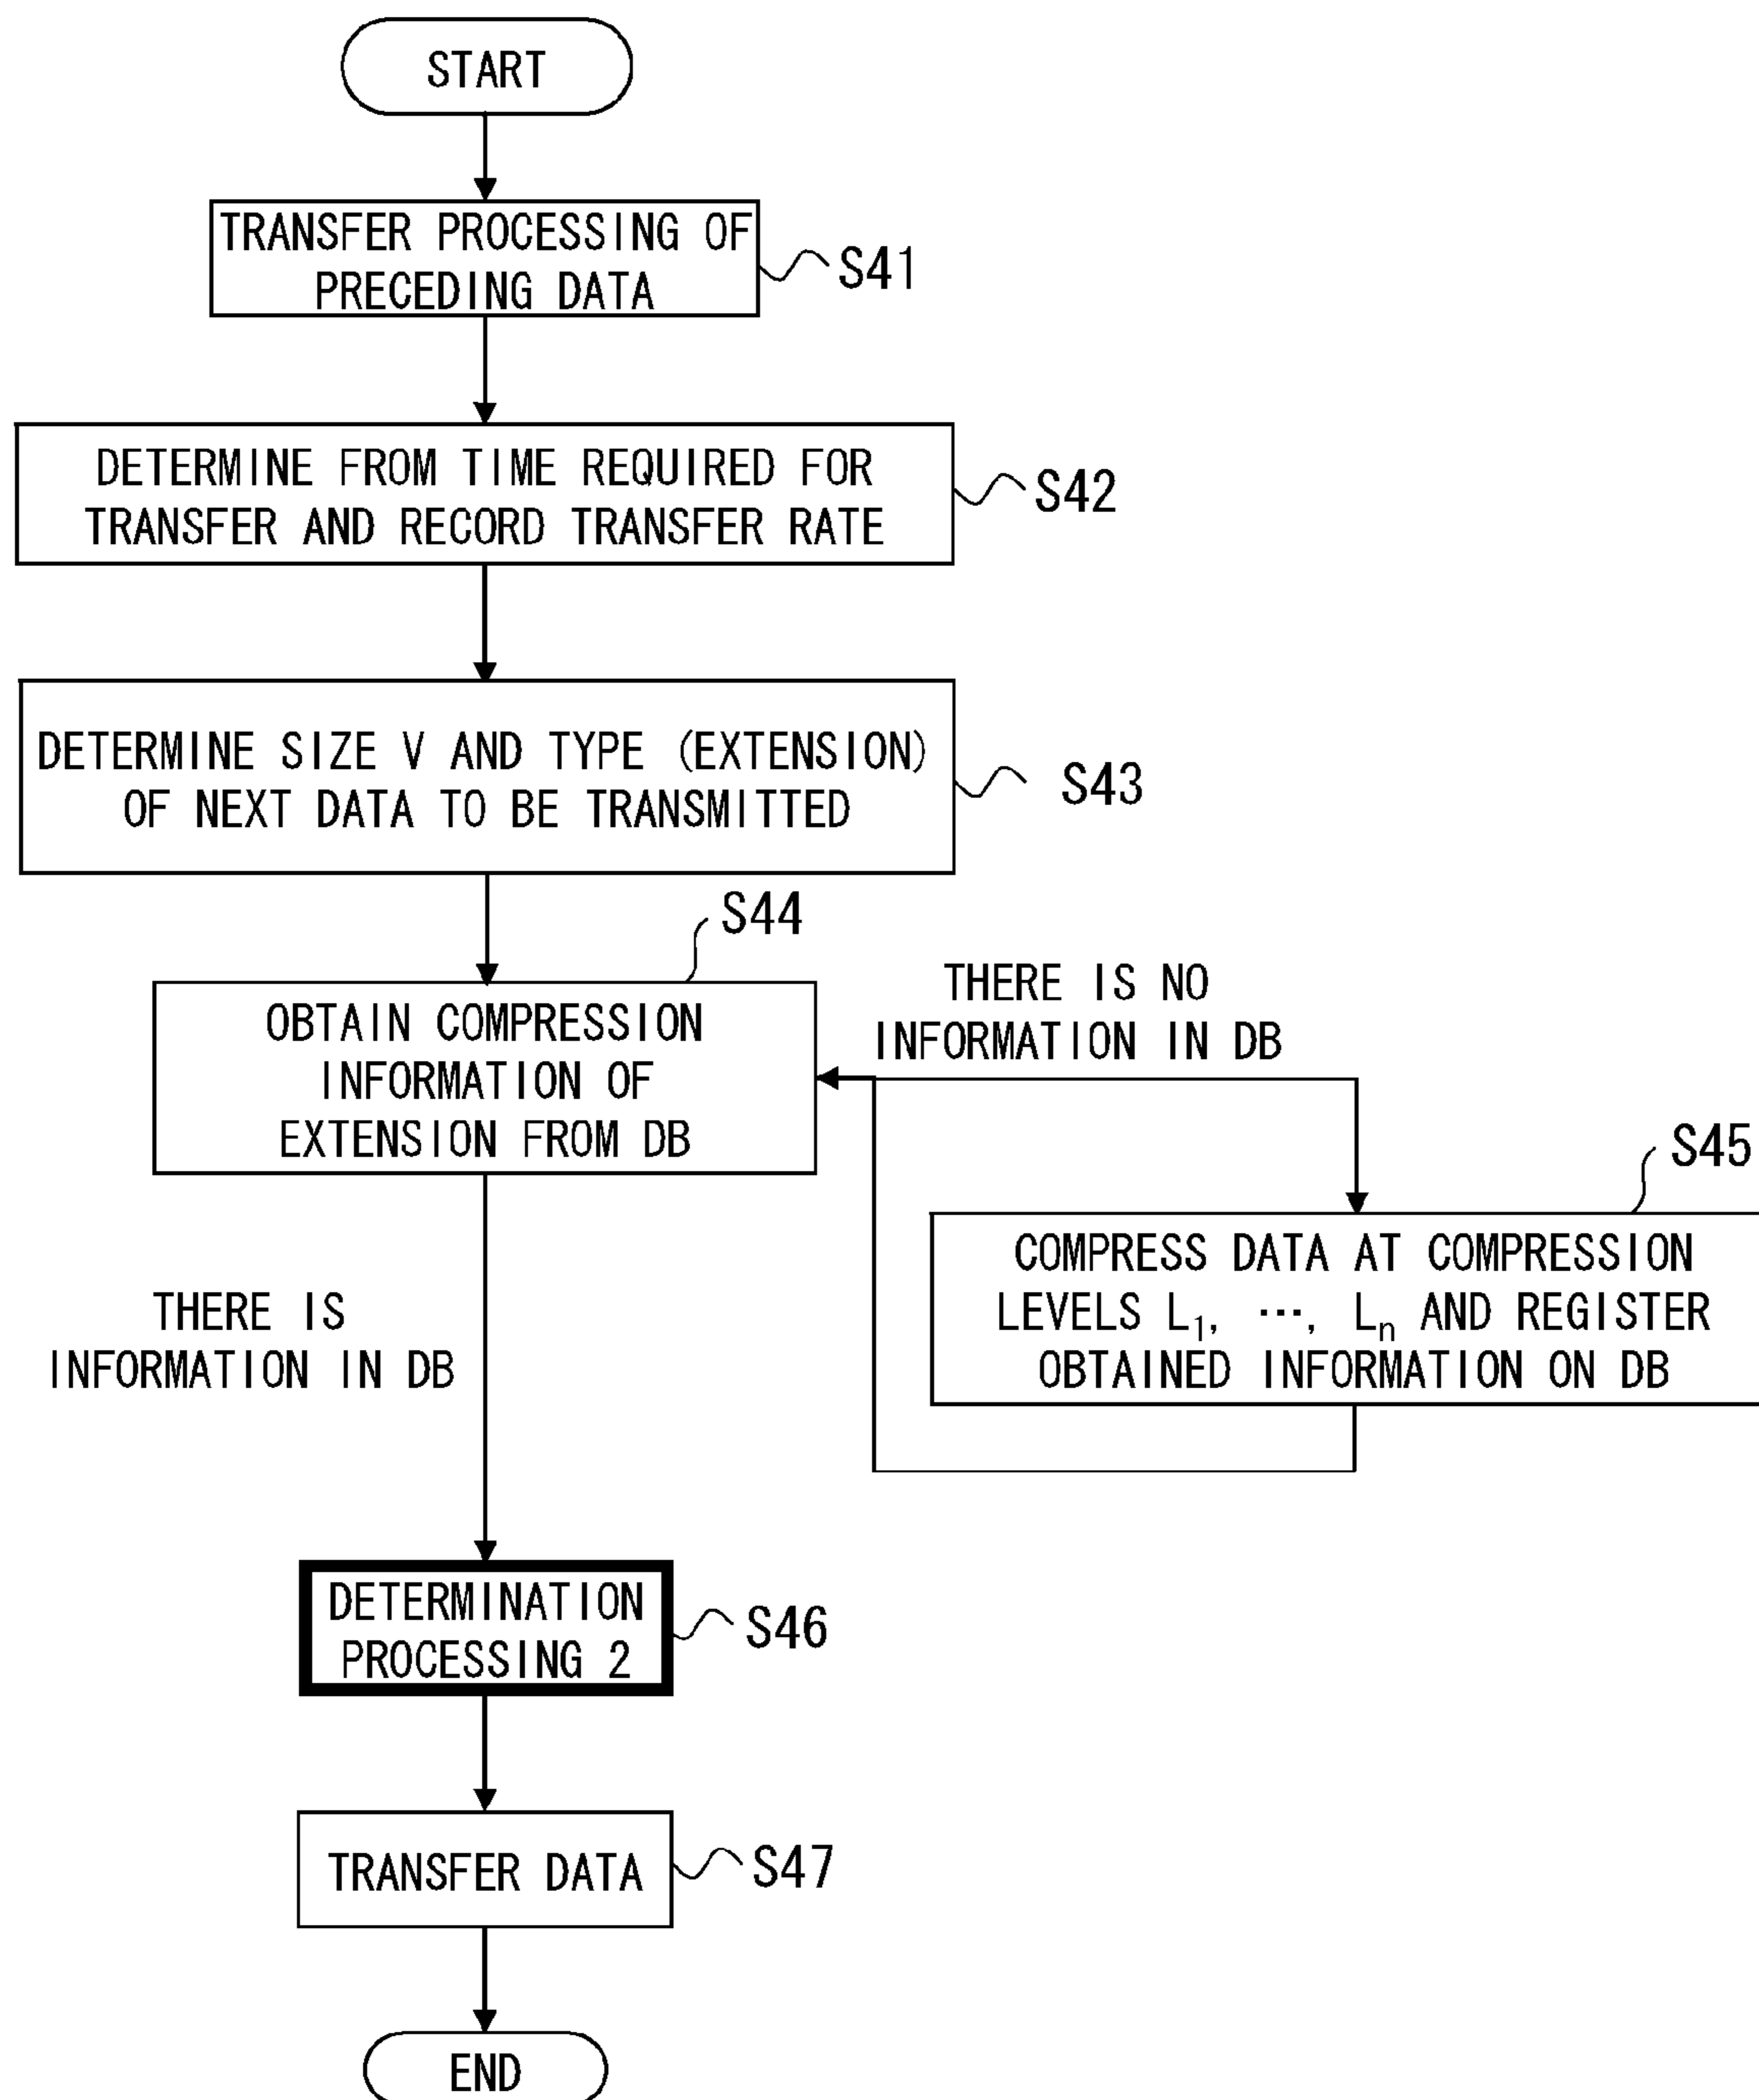 START
TRANSFER PROCESSING OF
PRECEDING DATA
S41
DETERMINE FROM TIME REQUIRED FOR
TRANSFER AND RECORD TRANSFER RATE
S42
DETERMINE SIZE V AND TYPE (EXTENSION)
OF NEXT DATA TO BE TRANSMITTED
S43
S44
OBTAIN COMPRESSION
INFORMATION OF
EXTENSION FROM DB
THERE IS NO
INFORMATION IN DB
S45
COMPRESS DATA AT COMPRESSION
LEVELS L₁, ···, Lₙ AND REGISTER
OBTAINED INFORMATION ON DB
THERE IS
INFORMATION IN DB
DETERMINATION
PROCESSING 2
S46
TRANSFER DATA
S47
END